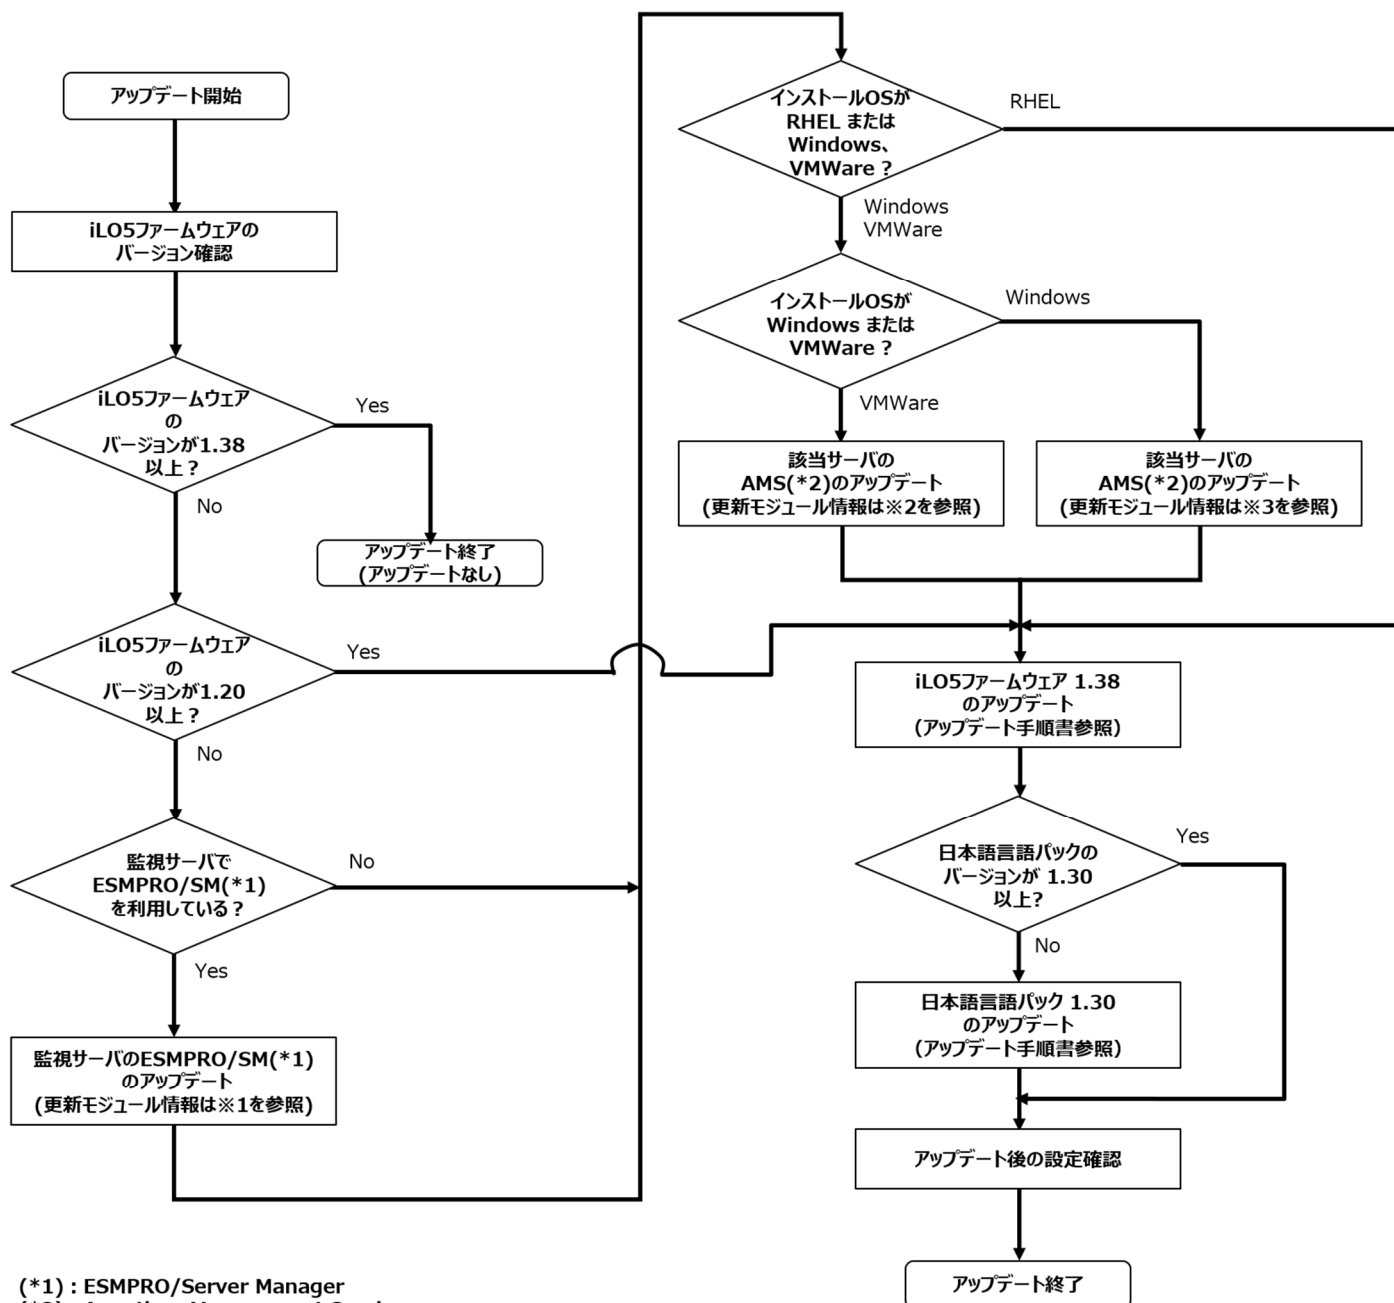 アップデート開始
iLO5ファームウェアの
バージョン確認
iLO5ファームウェア
の
バージョンが1.38
以上？
Yes
No
アップデート終了
(アップデートなし)
iLO5ファームウェア
の
バージョンが1.20
以上？
Yes
No
監視サーバで
ESMPRO/SM(*1)
を利用している？
No
Yes
監視サーバのESMPRO/SM(*1)
のアップデート
(更新モジュール情報は※1を参照)
インストールOSが
RHEL または
Windows、
VMWare？
RHEL
Windows
VMWare
インストールOSが
Windows または
VMWare？
Windows
VMWare
該当サーバの
AMS(*2)のアップデート
(更新モジュール情報は※2を参照)
該当サーバの
AMS(*2)のアップデート
(更新モジュール情報は※3を参照)
iLO5ファームウェア 1.38
のアップデート
(アップデート手順書参照)
日本語言語パックの
バージョンが 1.30
以上?
Yes
No
日本語言語パック 1.30
のアップデート
(アップデート手順書参照)
アップデート後の設定確認
アップデート終了
(*1)：ESMPRO/Server Manager